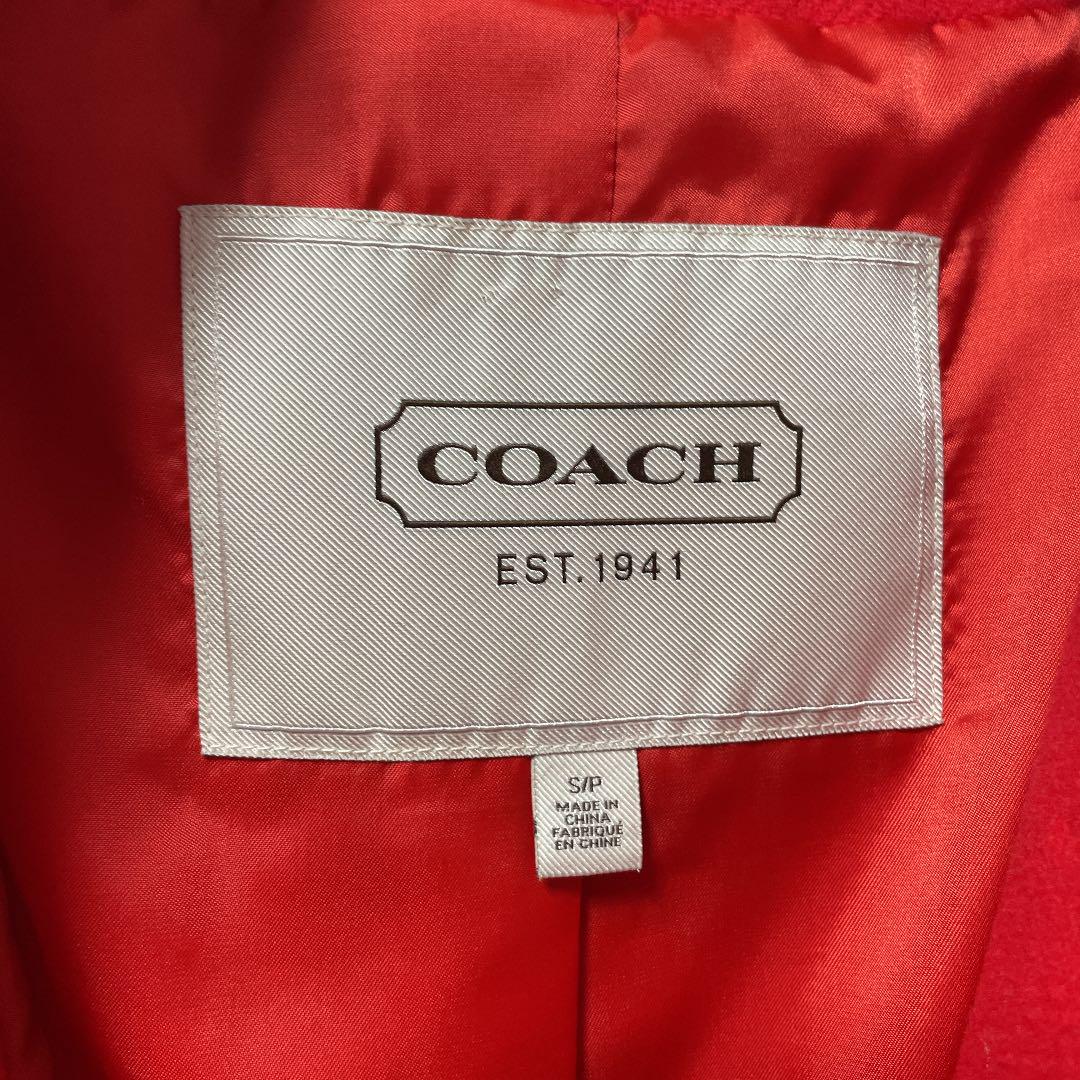 COACH
EST.1941
S/P
MADE IN
CHINA
FABRIQUÉ
EN CHINE